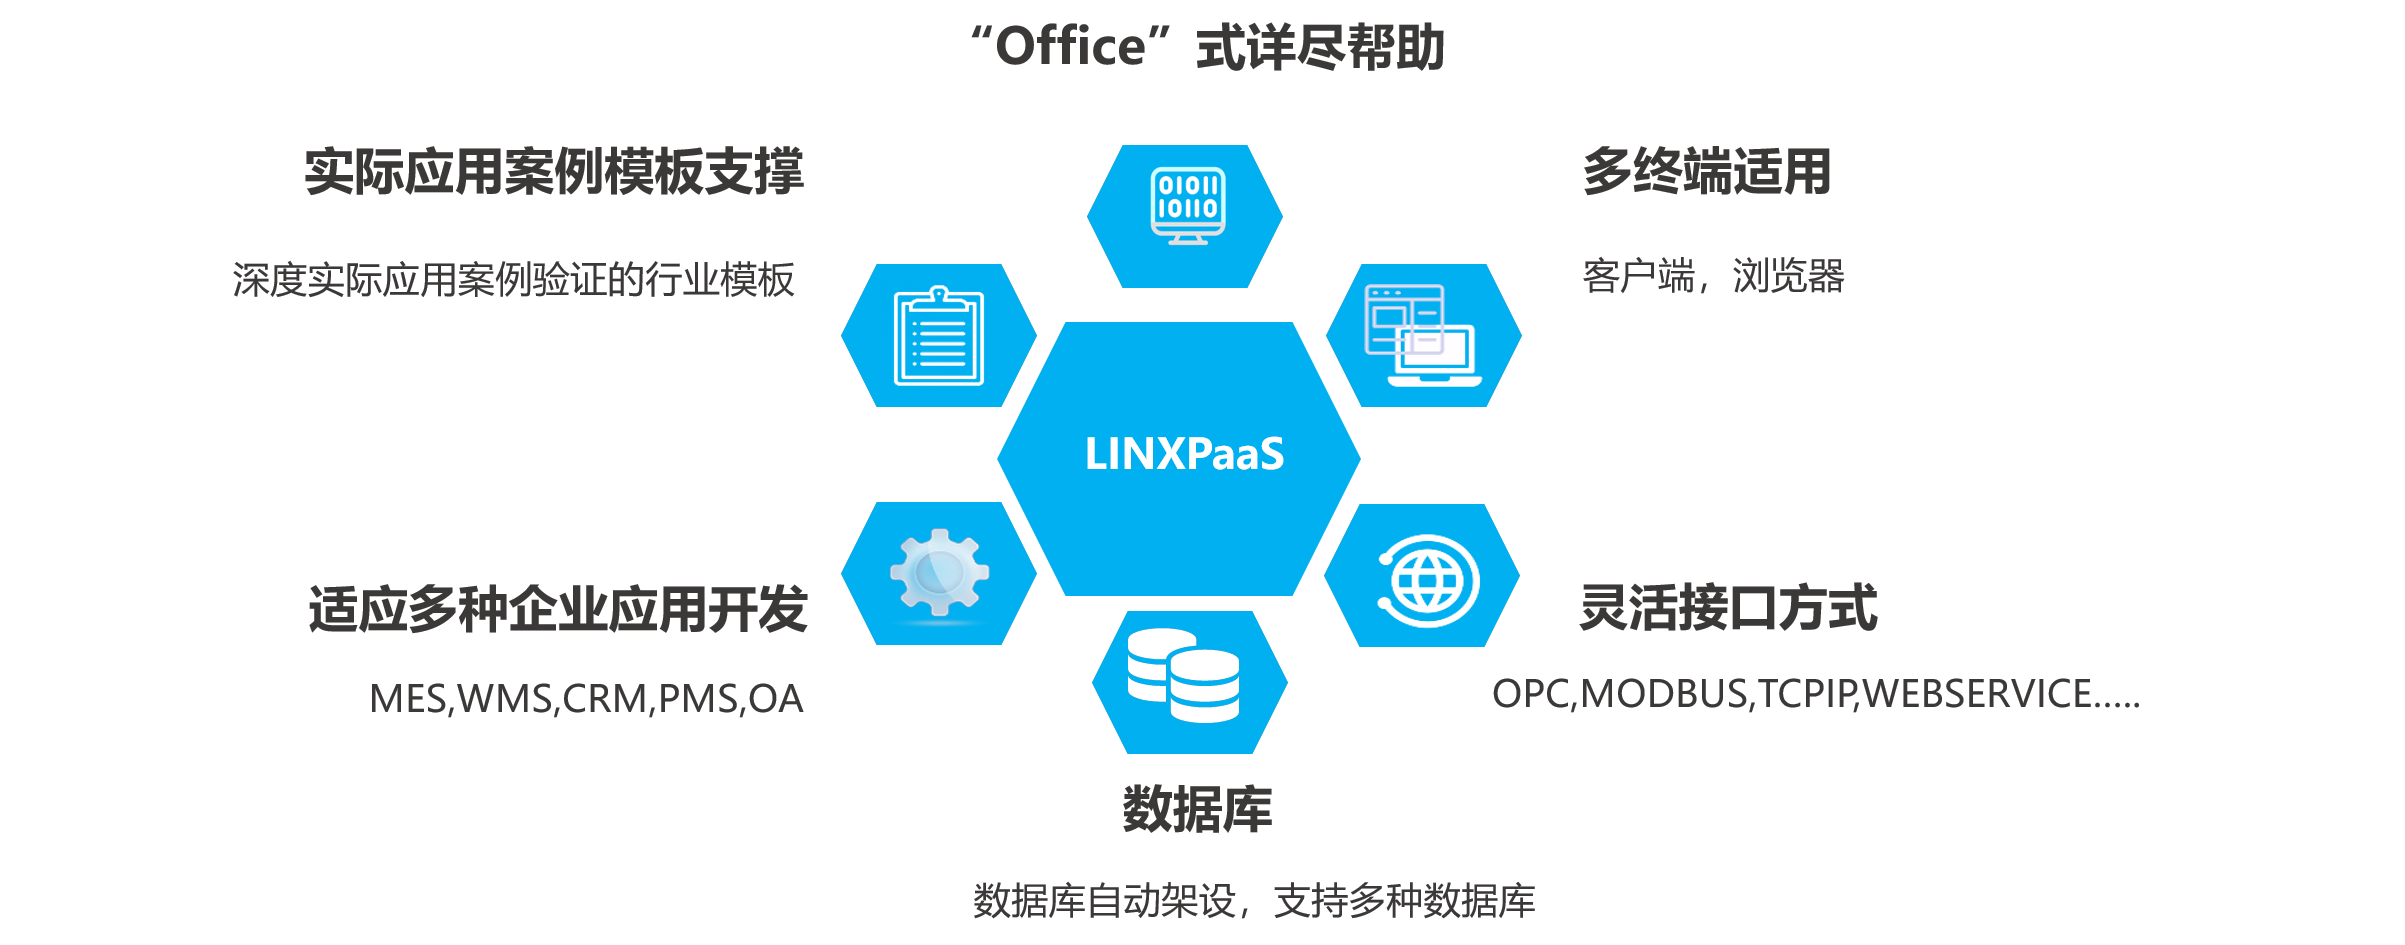 “Office”式详尽帮助
实际应用案例模板支撑
深度实际应用案例验证的行业模板
多终端适用
客户端，浏览器
01011
10110
LINXPaaS
适应多种企业应用开发
MES,WMS,CRM,PMS,OA
灵活接口方式
OPC,MODBUS,TCPIP,WEBSERVICE.....
数据库
数据库自动架设，支持多种数据库